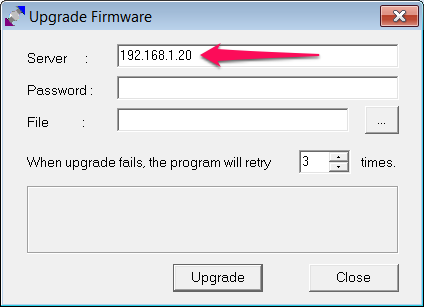 Upgrade Firmware
Server : 192.168.1.20
Password :
File : ...
When upgrade fails, the program will retry 3 times.
Upgrade Close